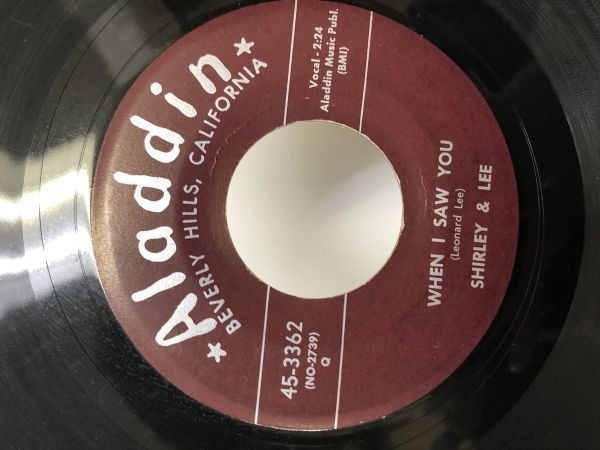 ★ Aladdin ★
BEVERLY HILLS, CALIFORNIA
45-3362
(NO-2739)
Q
Vocal - 2:24
Aladdin Music Publ.
(BMI)
WHEN I SAW YOU
(Leonard Lee)
SHIRLEY & LEE